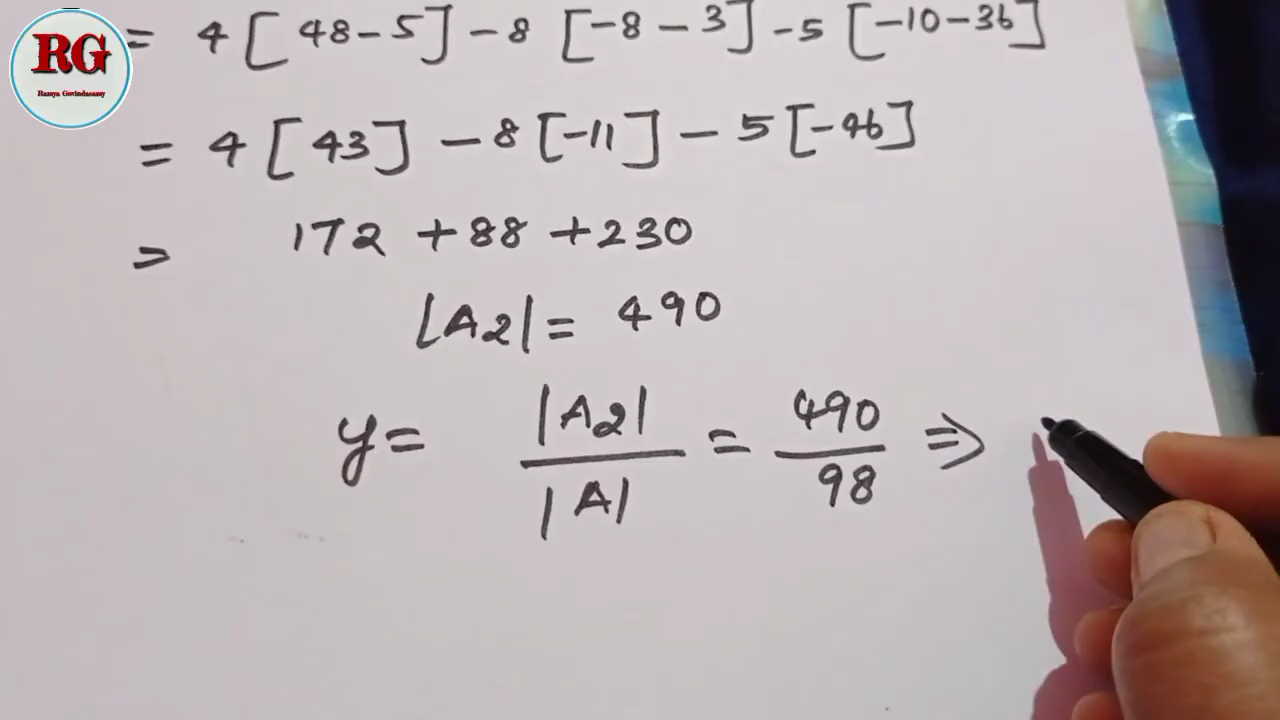 RG
Ramya Govindasamy
= 4 [ 48 - 5 ] - 8 [ -8 - 3 ] - 5 [ -10 - 36 ]
= 4 [ 43 ] - 8 [ -11 ] - 5 [ -46 ]
= 172 + 88 + 230
|A2| = 490
y = |A2| / |A| = 490 / 98 ⇒